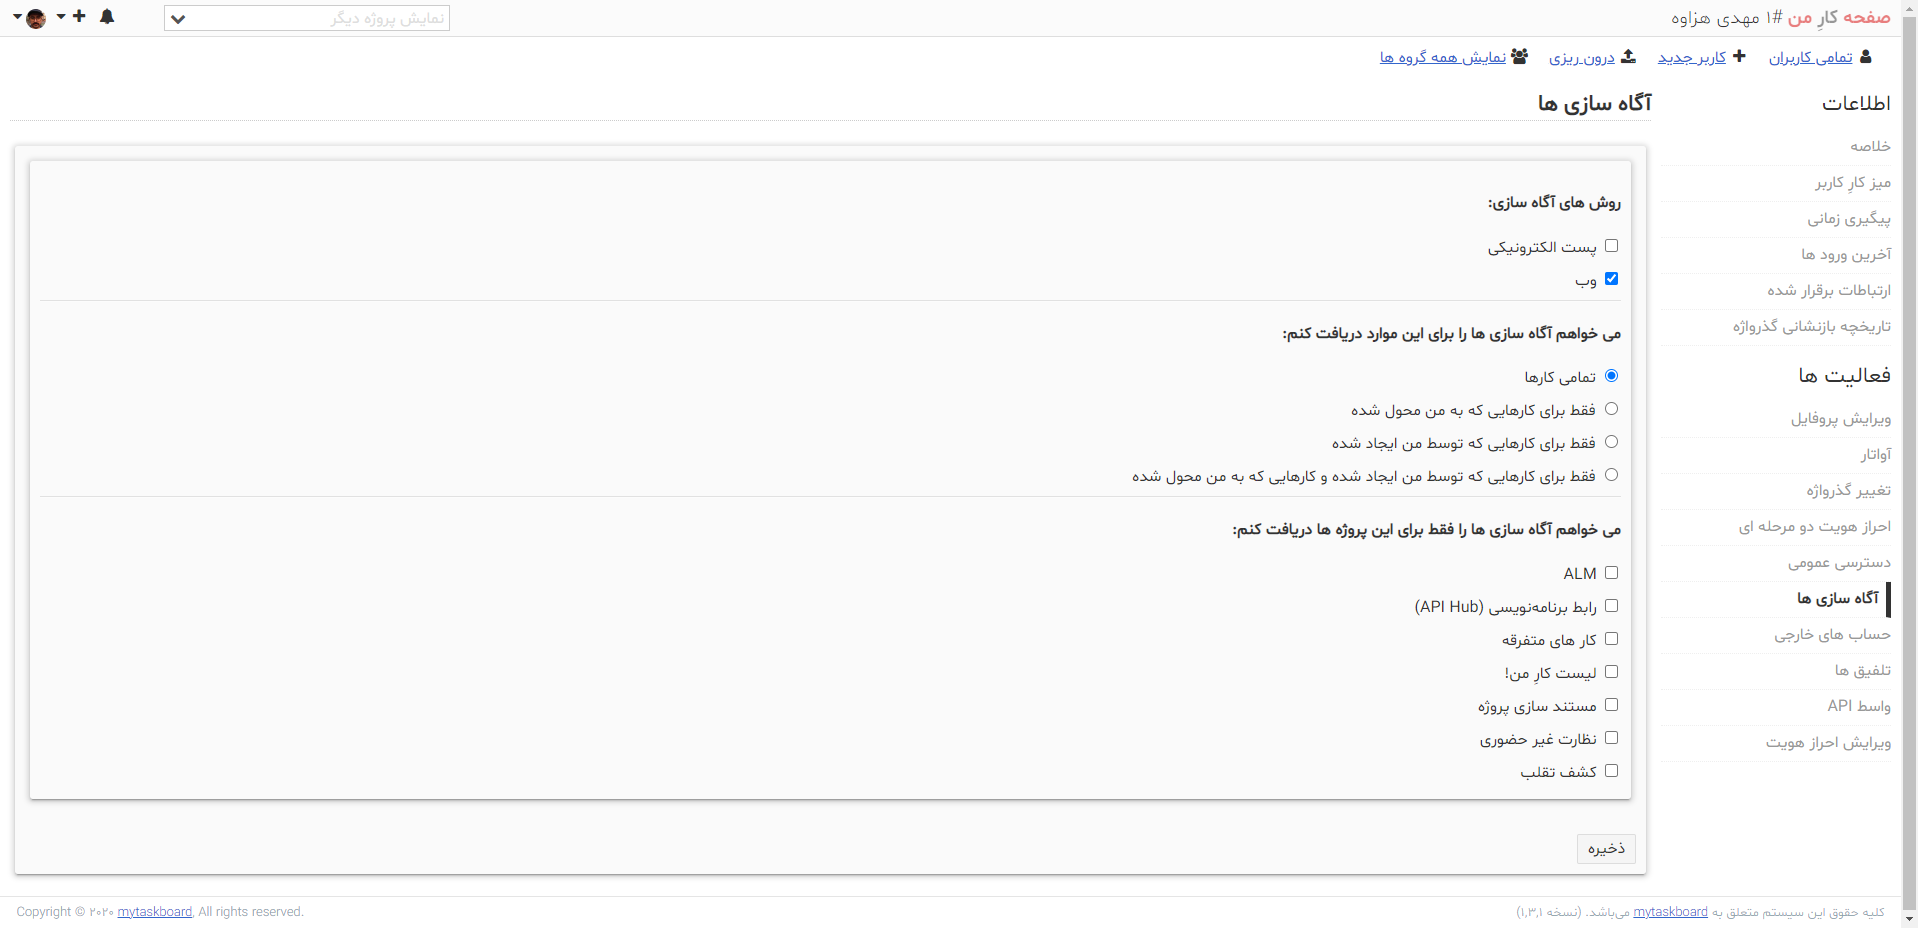 صفحه کارِ من #۱ مهدی هزاوه
نمایش پروژه دیگر
تمامی کاربران
کاربر جدید
درون ریزی
نمایش همه گروه ها
اطلاعات
خلاصه
میز کارِ کاربر
پیگیری زمانی
آخرین ورود ها
ارتباطات برقرار شده
تاریخچه بازنشانی گذرواژه
فعالیت ها
ویرایش پروفایل
آواتار
تغییر گذرواژه
احراز هویت دو مرحله ای
دسترسی عمومی
آگاه سازی ها
حساب های خارجی
تلفیق ها
واسط API
ویرایش احراز هویت
آگاه سازی ها
روش های آگاه سازی:
پست الکترونیکی
وب
می خواهم آگاه سازی ها را برای این موارد دریافت کنم:
تمامی کارها
فقط برای کارهایی که به من محول شده
فقط برای کارهایی که توسط من ایجاد شده
فقط برای کارهایی که توسط من ایجاد شده و کارهایی که به من محول شده
می خواهم آگاه سازی ها را فقط برای این پروژه ها دریافت کنم:
ALM
رابط برنامه‌نویسی (API Hub)
کار های متفرقه
لیست کارِ من!
مستند سازی پروژه
نظارت غیر حضوری
کشف تقلب
ذخیره
کلیه حقوق این سیستم متعلق به mytaskboard می‌باشد. (نسخه ۱,۳,۱)
Copyright © ۲۰۲۰ mytaskboard, All rights reserved.